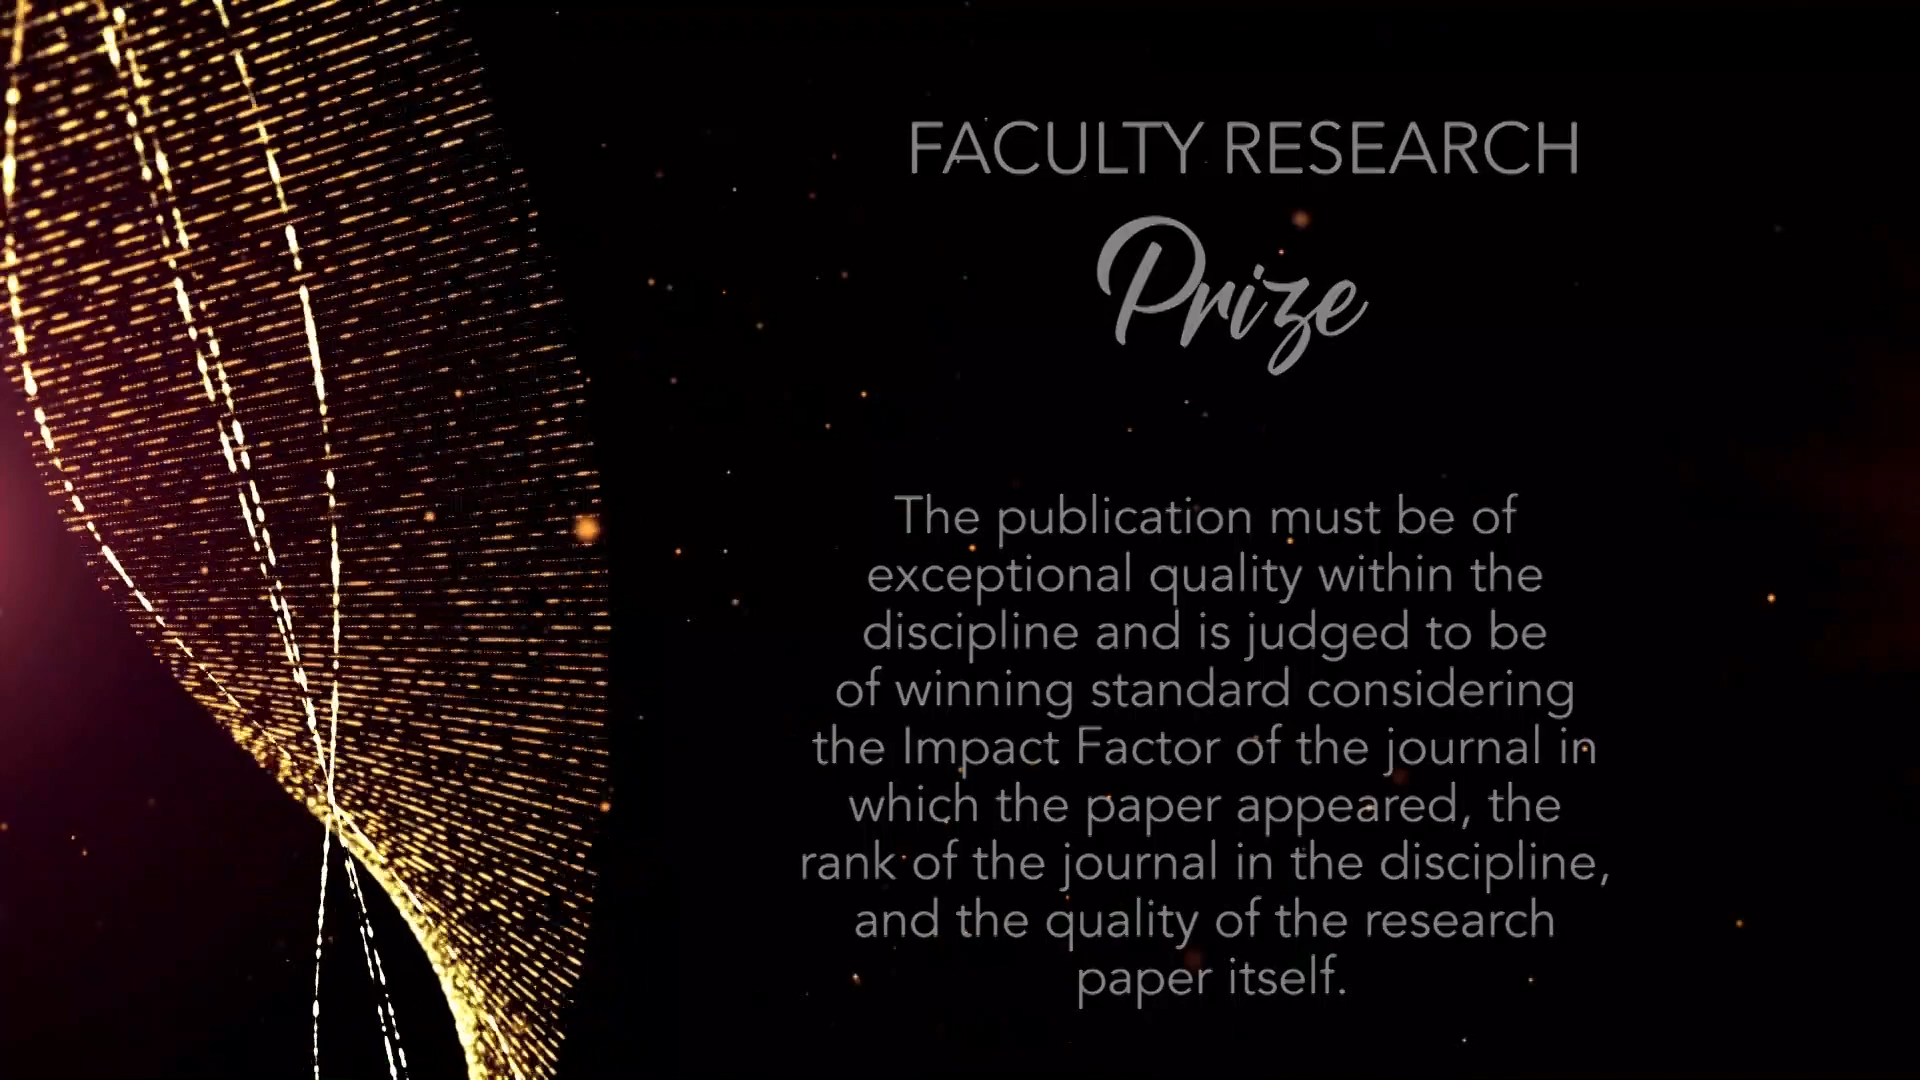 FACULTY RESEARCH
Prize
The publication must be of
exceptional quality within the
discipline and is judged to be
of winning standard considering
the Impact Factor of the journal in
which the paper appeared, the
rank of the journal in the discipline,
and the quality of the research
paper itself.